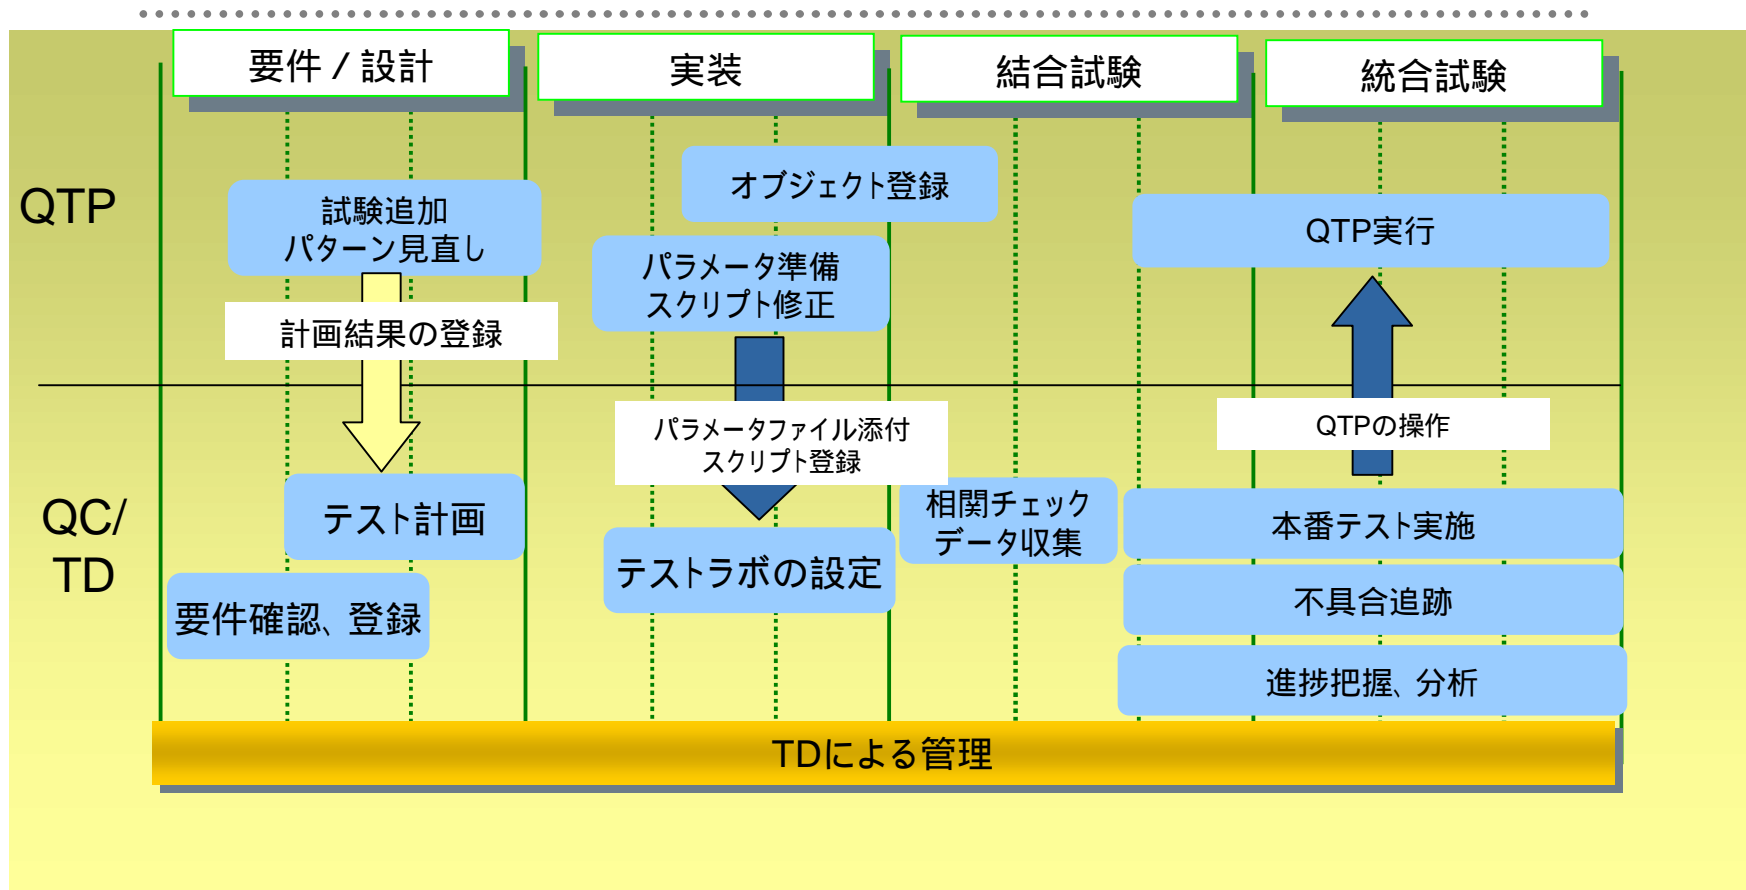 要件 / 設計
実装
結合試験
統合試験
QTP
試験追加
パターン見直し
オブジェクト登録
パラメータ準備
スクリプト修正
QTP実行
計画結果の登録
パラメータファイル添付
スクリプト登録
QTPの操作
QC/
TD
テスト計画
要件確認、登録
テストラボの設定
相関チェック
データ収集
本番テスト実施
不具合追跡
進捗把握、分析
TDによる管理